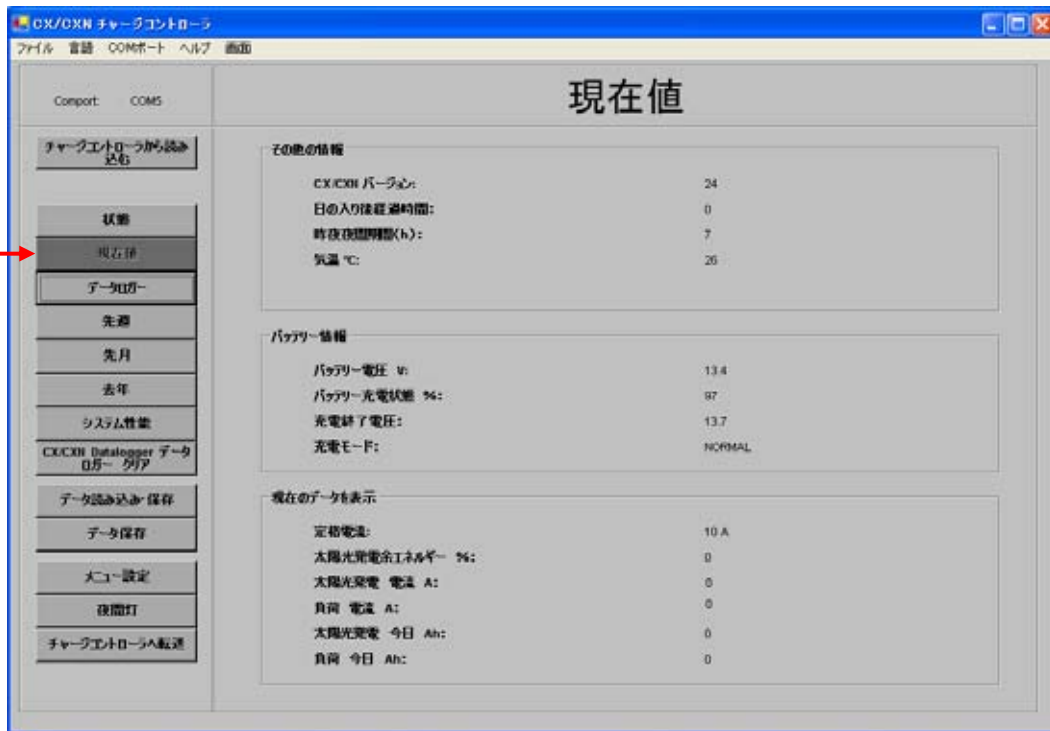 CX/CXN チャージコントローラ
ファイル 言語 COMポート ヘルプ 画面
Comport: COM5
現在値
チャージコントローラから読み
込む
状態
現在値
データロガー
先週
先月
去年
システム性能
CX/CXN Datalogger データ
ロガー クリア
データ読み込み・保存
データ保存
メニュー設定
夜間灯
チャージコントローラへ転送
その他の情報
CX/CXN バージョン: 24
日の入り後経過時間: 0
昨夜夜間期間(h): 7
気温 ℃: 26
バッテリー情報
バッテリー電圧 V: 13.4
バッテリー充電状態 %: 97
充電終了電圧: 13.7
充電モード: NORMAL
現在のデータを表示
定格電流: 10 A
太陽光発電余エネルギー %: 0
太陽光発電 電流 A: 0
負荷 電流 A: 0
太陽光発電 今日 Ah: 0
負荷 今日 Ah: 0